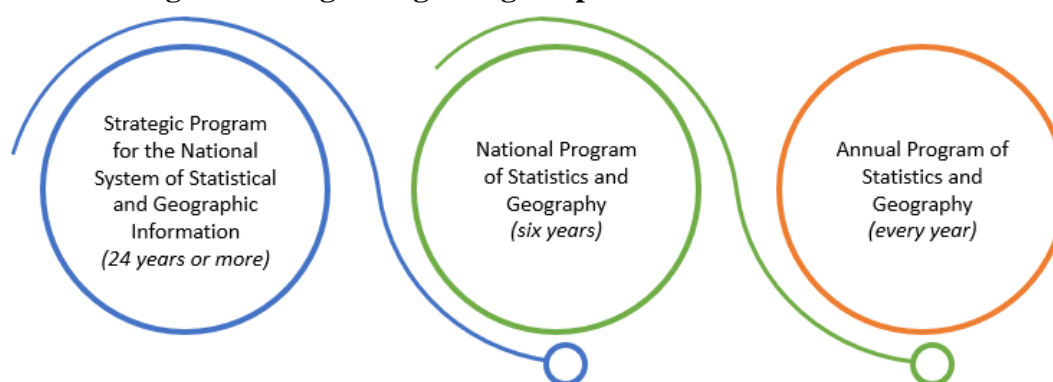 Strategic Program
for the National
System of Statistical
and Geographic
Information
(24 years or more)
National Program
of Statistics and
Geography
(six years)
Annual Program of
Statistics and
Geography
(every year)